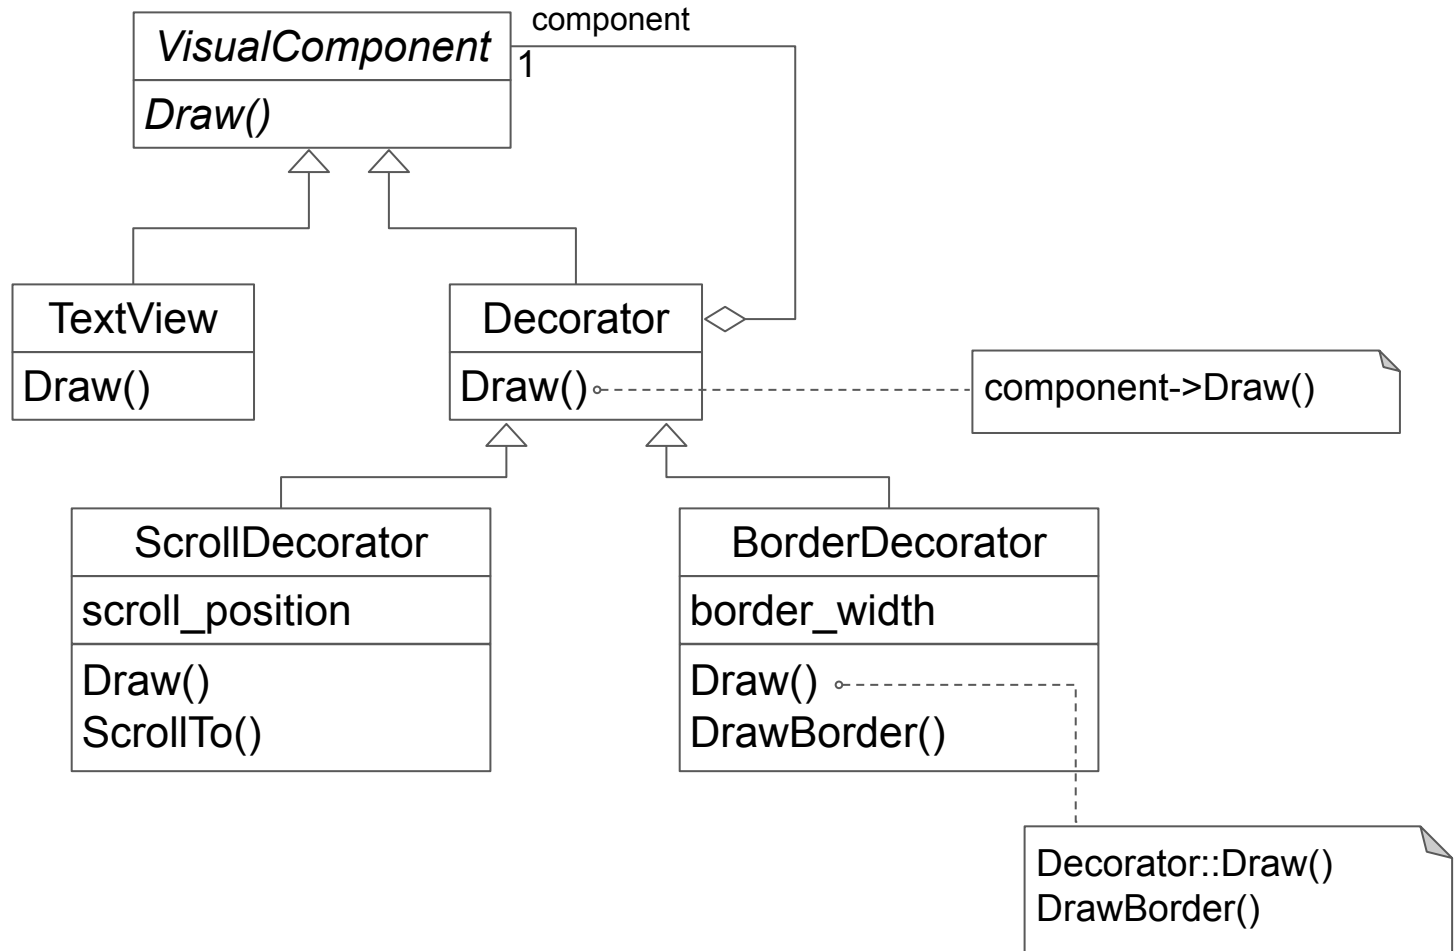 component
VisualComponent
1
Draw()
TextView
Draw()
Decorator
Draw()
component->Draw()
ScrollDecorator
scroll_position
Draw()
ScrollTo()
BorderDecorator
border_width
Draw()
DrawBorder()
Decorator::Draw()
DrawBorder()